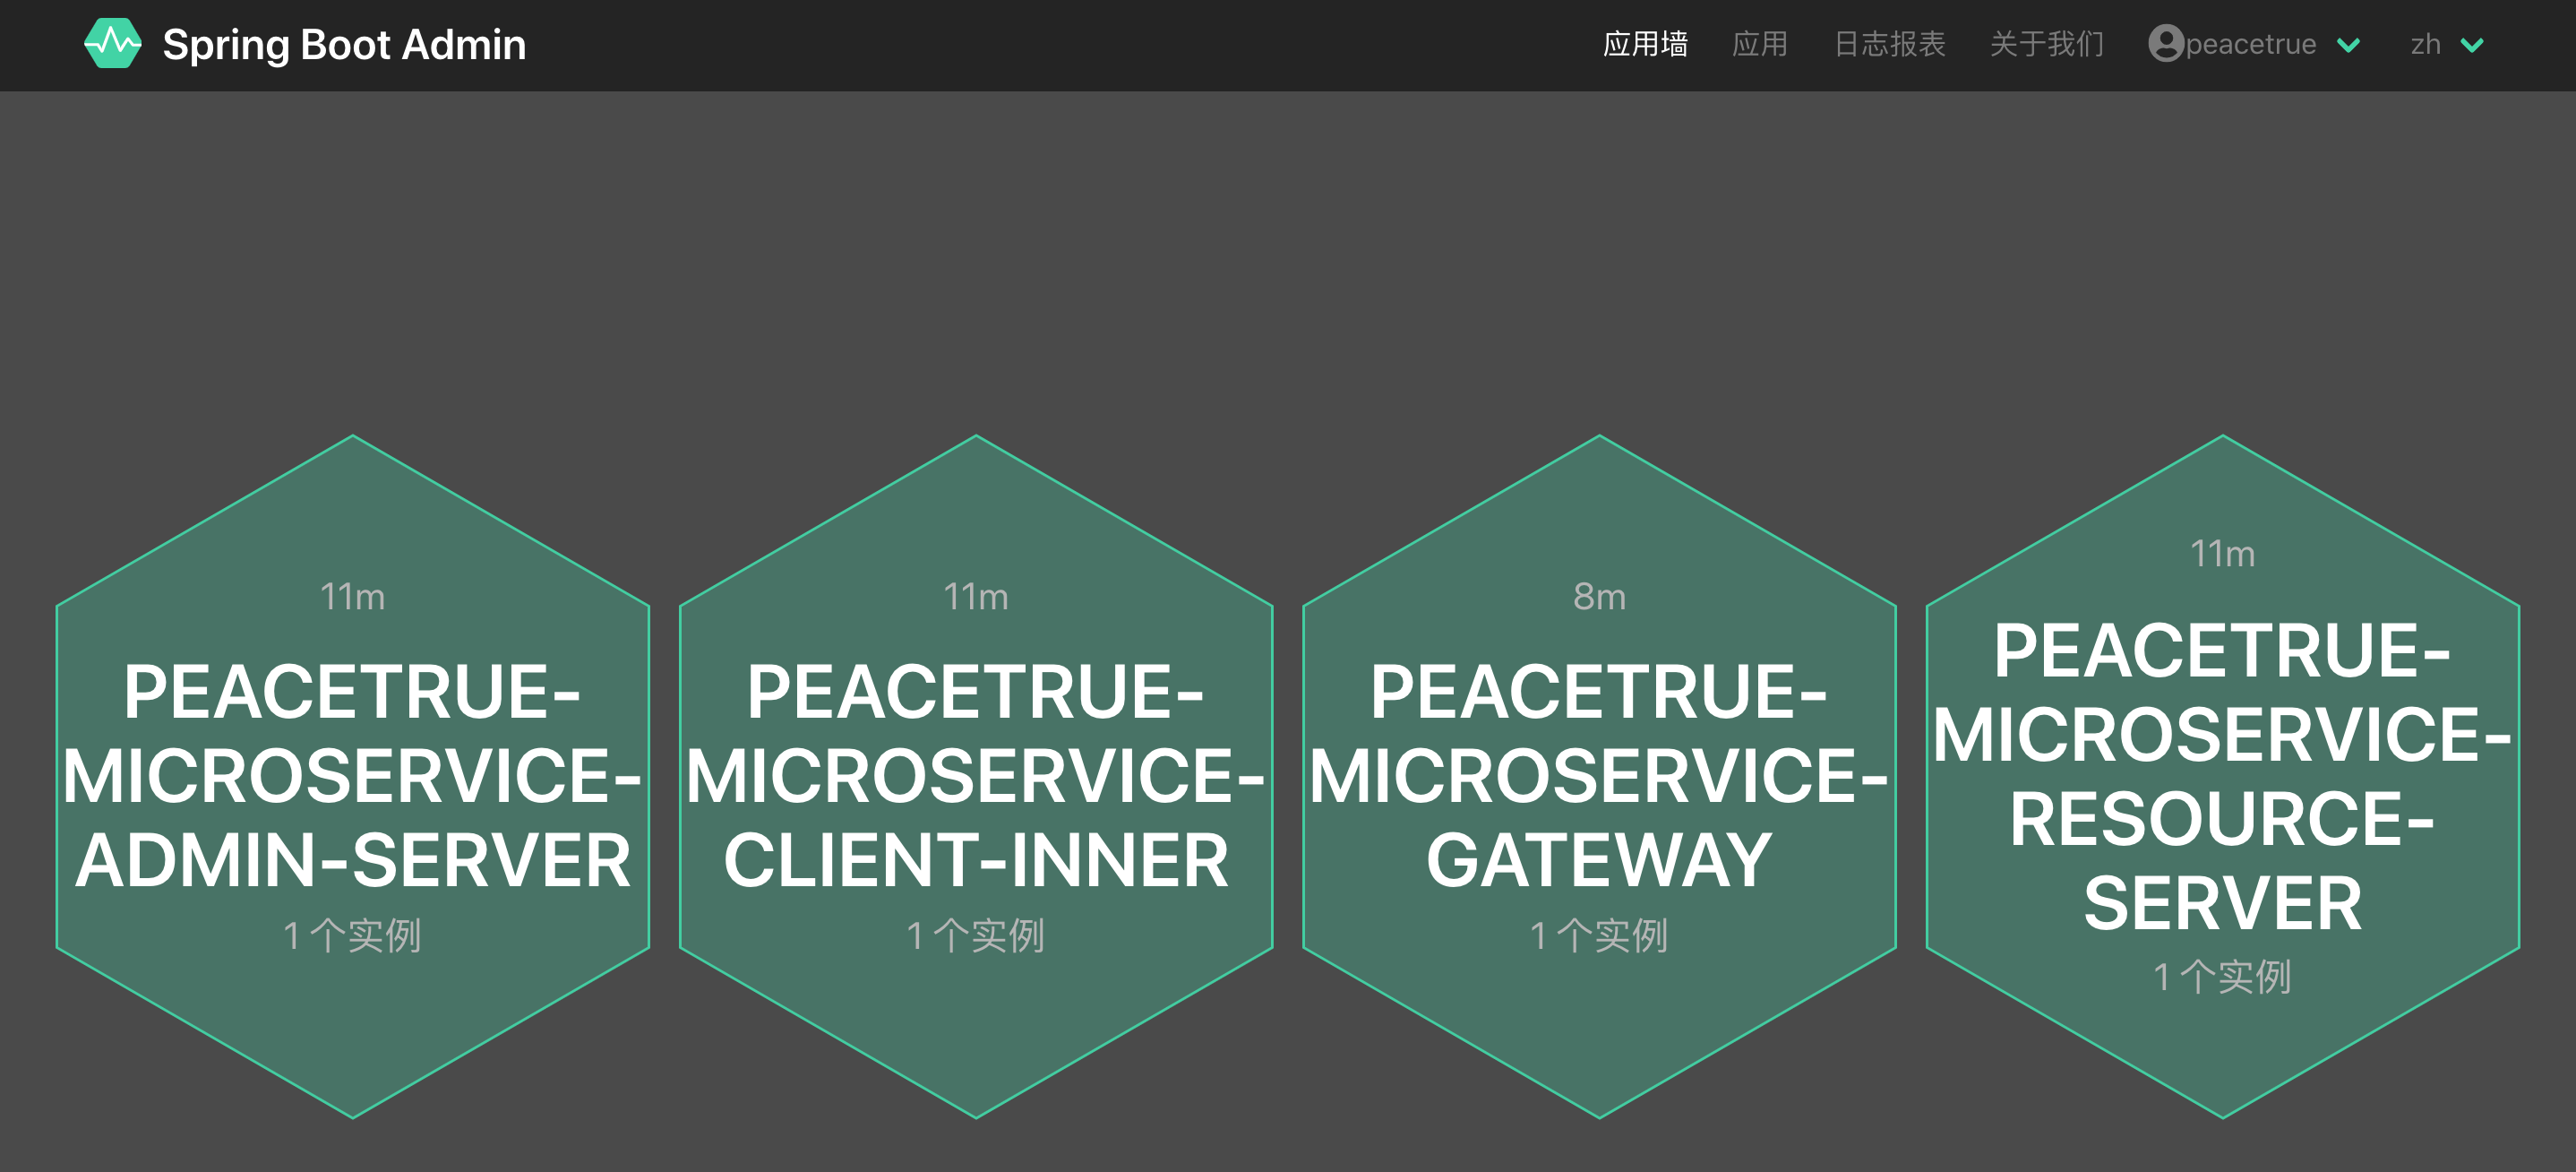 Spring Boot Admin
应用墙 应用 日志报表 关于我们 peacetrue zh
11m
PEACETRUE-
MICROSERVICE-
ADMIN-SERVER
1 个实例
11m
PEACETRUE-
MICROSERVICE-
CLIENT-INNER
1 个实例
8m
PEACETRUE-
MICROSERVICE-
GATEWAY
1 个实例
11m
PEACETRUE-
MICROSERVICE-
RESOURCE-
SERVER
1 个实例